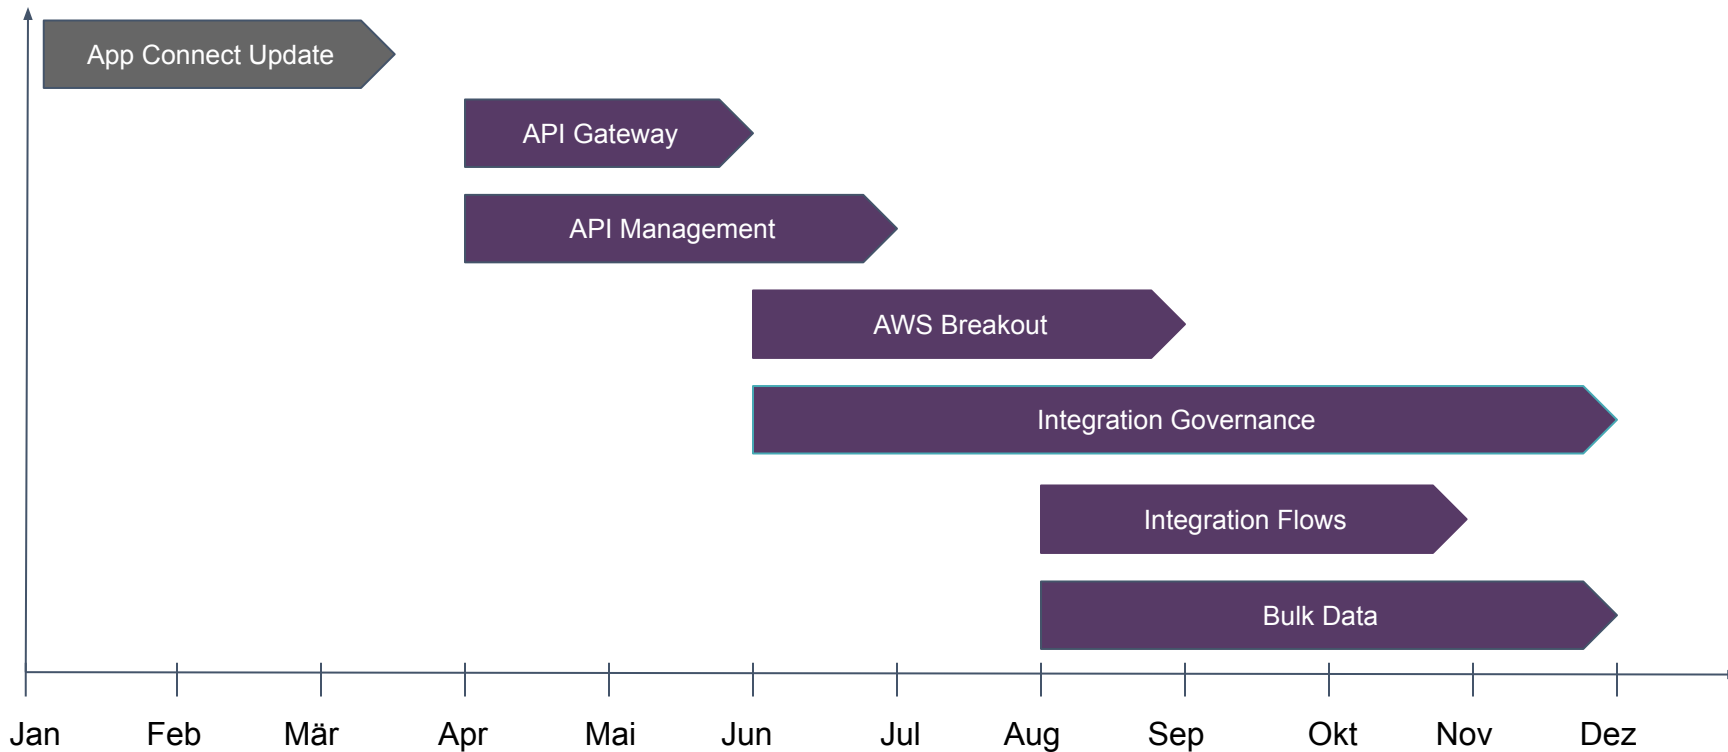 App Connect Update
API Gateway
API Management
AWS Breakout
Integration Governance
Integration Flows
Bulk Data
Jan Feb Mär Apr Mai Jun Jul Aug Sep Okt Nov Dez